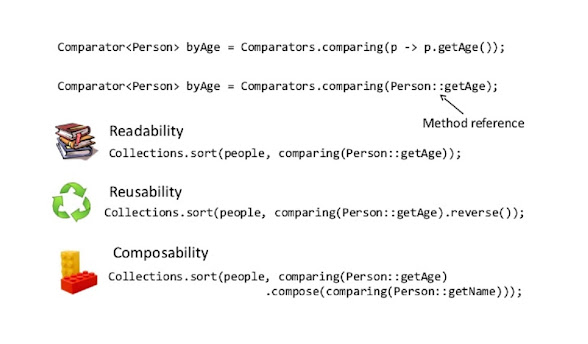 Comparator<Person> byAge = Comparators.comparing(p -> p.getAge());
Comparator<Person> byAge = Comparators.comparing(Person::getAge);
Method reference
Readability
Collections.sort(people, comparing(Person::getAge));
Reusability
Collections.sort(people, comparing(Person::getAge).reverse());
Composability
Collections.sort(people, comparing(Person::getAge)
.compose(comparing(Person::getName)));